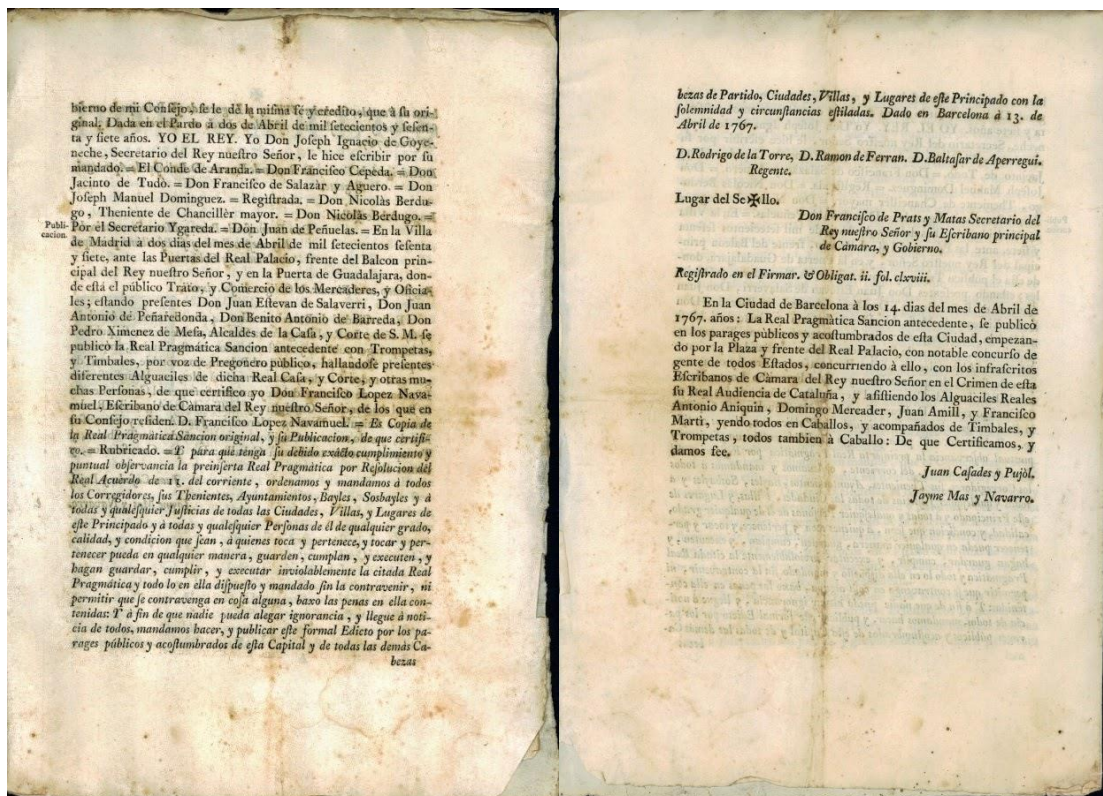 bierno de mi Conſejo, ſe le dè la miſma fé y credito, que à ſu ori-
ginal. Dada en el Pardo à dos de Abril de mil ſetecientos y ſeſen-
ta y ſiete años. YO EL REY. Yo Don Joſeph Ignacio de Goye-
neche, Secretario del Rey nueſtro Señor, le hice eſcribir por ſu
mandado. = El Conde de Aranda. = Don Franciſco Cepeda. = Don
Jacinto de Tudò. = Don Franciſco de Salazàr y Aguero. = Don
Joſeph Manuel Dominguez. = Regiſtrada. = Don Nicolàs Berdu-
go, Theniente de Chancillèr mayor. = Don Nicolàs Berdugo. =
Publi-
cacion.
Por el Secretario Ygareda. = Don Juan de Peñuelas. = En la Villa
de Madrid à dos dias del mes de Abril de mil ſetecientos ſeſenta
y ſiete, ante las Puertas del Real Palacio, frente del Balcon prin-
cipal del Rey nueſtro Señor, y en la Puerta de Guadalajara, don-
de eſtá el público Trato, y Comercio de los Mercaderes, y Oficia-
les; eſtando preſentes Don Juan Eſtevan de Salaverri, Don Juan
Antonio de Peñaredonda, Don Benito Antonio de Barreda, Don
Pedro Ximenez de Meſa, Alcaldes de la Caſa, y Corte de S. M. ſe
publicò la Real Pragmática Sancion antecedente con Trompetas,
y Timbales, por voz de Pregonero público, hallandoſe preſentes
diferentes Alguaciles de dicha Real Caſa, y Corte, y otras mu-
chas Perſonas, de que certifico yo Don Franciſco Lopez Nava-
muel, Eſcribano de Càmara del Rey nueſtro Señor, de los que en
ſu Conſejo reſiden. D. Franciſco Lopez Navamuel. = Es Copia de
la Real Pragmática Sancion original, y ſu Publicacion, de que certifi-
co. = Rubricado. = T para que tenga ſu debido exácto cumplimiento y
puntual obſervancia la preinſerta Real Pragmática por Reſolucion del
Real Acuerdo de 11. del corriente, ordenamos y mandamos à todos
los Corregidores, ſus Thenientes, Ayuntamientos, Bayles, Sosbayles y à
todas y qualeſquier Juſticias de todas las Ciudades, Villas, y Lugares de
eſte Principado y à todas y qualeſquier Perſonas de él de qualquier grado,
calidad, y condicion que ſean, à quienes toca y pertenece, y tocar y per-
tenecer pueda en qualquier manera, guarden, cumplan, y executen, y
hagan guardar, cumplir, y executar inviolablemente la citada Real
Pragmática y todo lo en ella diſpueſto y mandado ſin la contravenir, ni
permitir que ſe contravenga en coſa alguna, baxo las penas en ella con-
tenidas: T à fin de que nadie pueda alegar ignorancia, y llegue à noti-
cia de todos, mandamos hacer, y publicar eſte formal Edicto por los pa-
rages públicos y acoſtumbrados de eſta Capital y de todas las demás Ca-
bezas
bezas de Partido, Ciudades, Villas, y Lugares de eſte Principado con la
ſolemnidad y circunſtancias eſtiladas. Dado en Barcelona à 13. de
Abril de 1767.
D. Rodrigo de la Torre, D. Ramon de Ferran. D. Baltaſar de Aperregui.
Regente.
Lugar del Se✠llo.
Don Franciſco de Prats y Matas Secretario del
Rey nueſtro Señor y ſu Eſcribano principal
de Càmara, y Gobierno.
Regiſtrado en el Firmar. & Obligat. ii. fol. clxviii.
En la Ciudad de Barcelona à los 14. dias del mes de Abril de
1767. años: La Real Pragmàtica Sancion antecedente, ſe publicò
en los parages pùblicos y acoſtumbrados de eſta Ciudad, empezan-
do por la Plaza y frente del Real Palacio, con notable concurſo de
gente de todos Eſtados, concurriendo à ello, con los infraſcritos
Eſcribanos de Càmara del Rey nueſtro Señor en el Crimen de eſta
ſu Real Audiencia de Cataluña, y aſiſtiendo los Alguaciles Reales
Antonio Aniquin, Domingo Mercader, Juan Amill, y Franciſco
Martì, yendo todos en Caballos, y acompañados de Timbales, y
Trompetas, todos tambien à Caballo: De que Certificamos, y
damos fee.
Juan Caſades y Pujòl.
Jayme Mas y Navarro.